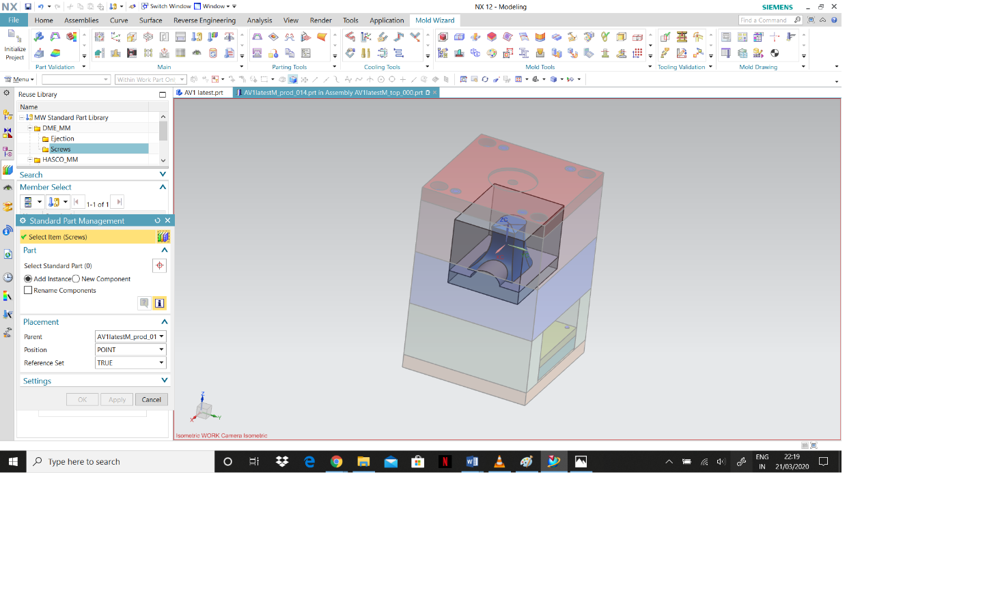 NX
Switch Window
Window
NX 12 - Modeling
SIEMENS
File
Home
Assemblies
Curve
Surface
Reverse Engineering
Analysis
View
Render
Tools
Application
Mold Wizard
Find a Command
Initialize
Project
Part Validation
Main
Parting Tools
Cooling Tools
Mold Tools
Tooling Validation
Mold Drawing
Menu
Within Work Part Onl
Reuse Library
AV1 latest.prt
AV1latestM_prod_014.prt in Assembly AV1latestM_top_000.prt
Name
MW Standard Part Library
DME_MM
Ejection
Screws
HASCO_MM
Search
Member Select
1-1 of 1
Standard Part Management
Select Item (Screws)
Part
Select Standard Part (0)
Add Instance
New Component
Rename Components
Placement
Parent
AV1latestM_prod_01
Position
POINT
Reference Set
TRUE
Settings
OK
Apply
Cancel
ZC
Z
X
Y
Isometric WORK Camera Isometric
Type here to search
ENG
IN
22:19
21/03/2020